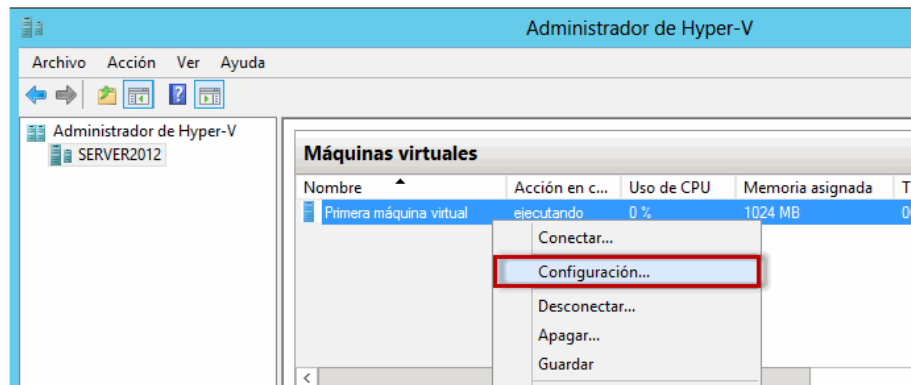 Administrador de Hyper-V
Archivo Acción Ver Ayuda
Administrador de Hyper-V
SERVER2012
Máquinas virtuales
Nombre Acción en c... Uso de CPU Memoria asignada T
Primera máquina virtual ejecutando 0 % 1024 MB
Conectar...
Configuración...
Desconectar...
Apagar...
Guardar